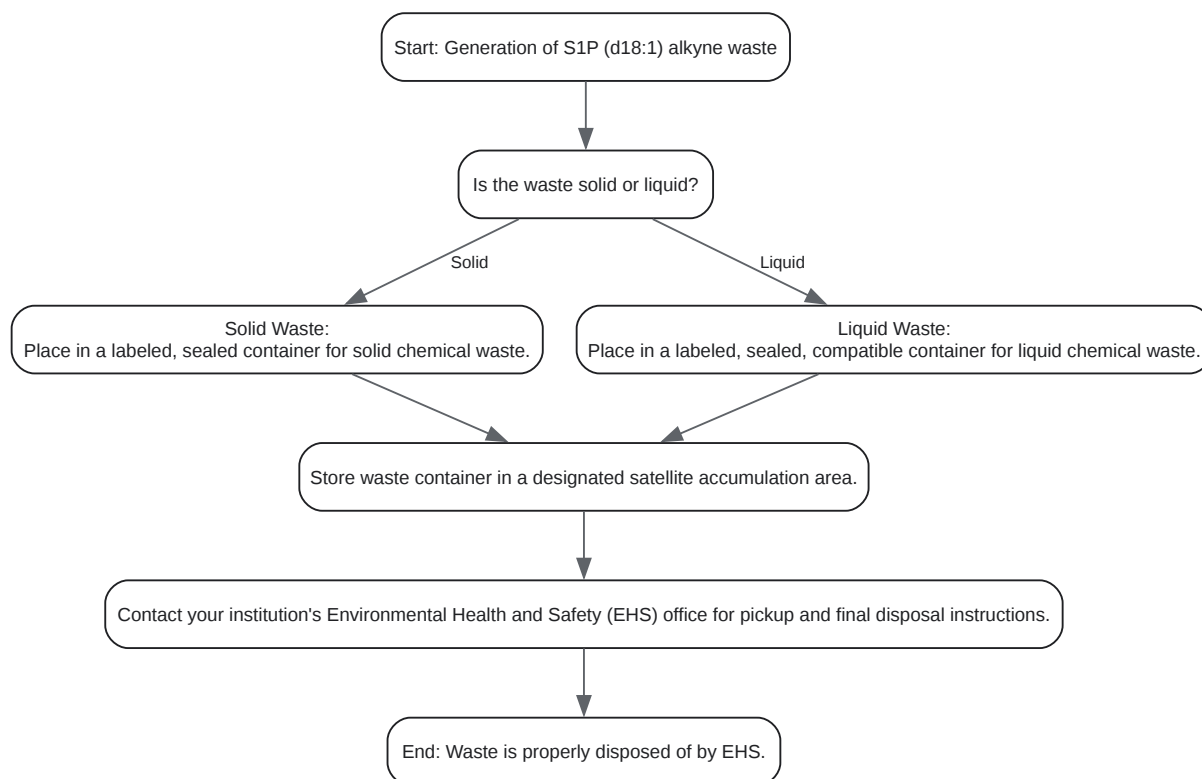 Start: Generation of S1P (d18:1) alkyne waste
Is the waste solid or liquid?
Solid
Liquid
Solid Waste:
Place in a labeled, sealed container for solid chemical waste.
Liquid Waste:
Place in a labeled, sealed, compatible container for liquid chemical waste.
Store waste container in a designated satellite accumulation area.
Contact your institution's Environmental Health and Safety (EHS) office for pickup and final disposal instructions.
End: Waste is properly disposed of by EHS.